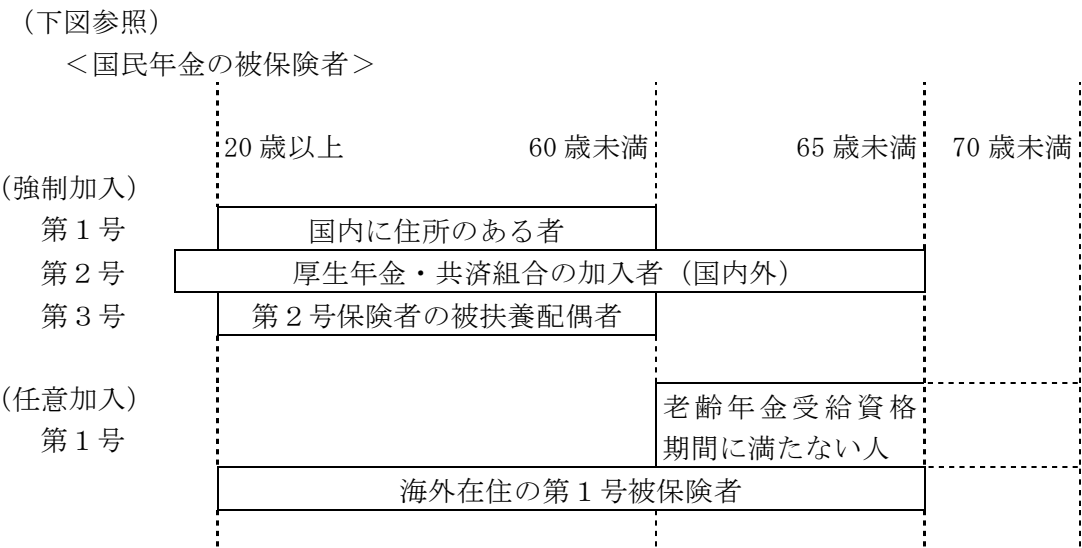 （下図参照）
＜国民年金の被保険者＞
20 歳以上 60 歳未満 65 歳未満 70 歳未満
(強制加入）
第１号 国内に住所のある者
第２号 厚生年金・共済組合の加入者（国内外）
第３号 第２号保険者の被扶養配偶者
(任意加入） 老齢年金受給資格
第１号 期間に満たない人
海外在住の第１号被保険者